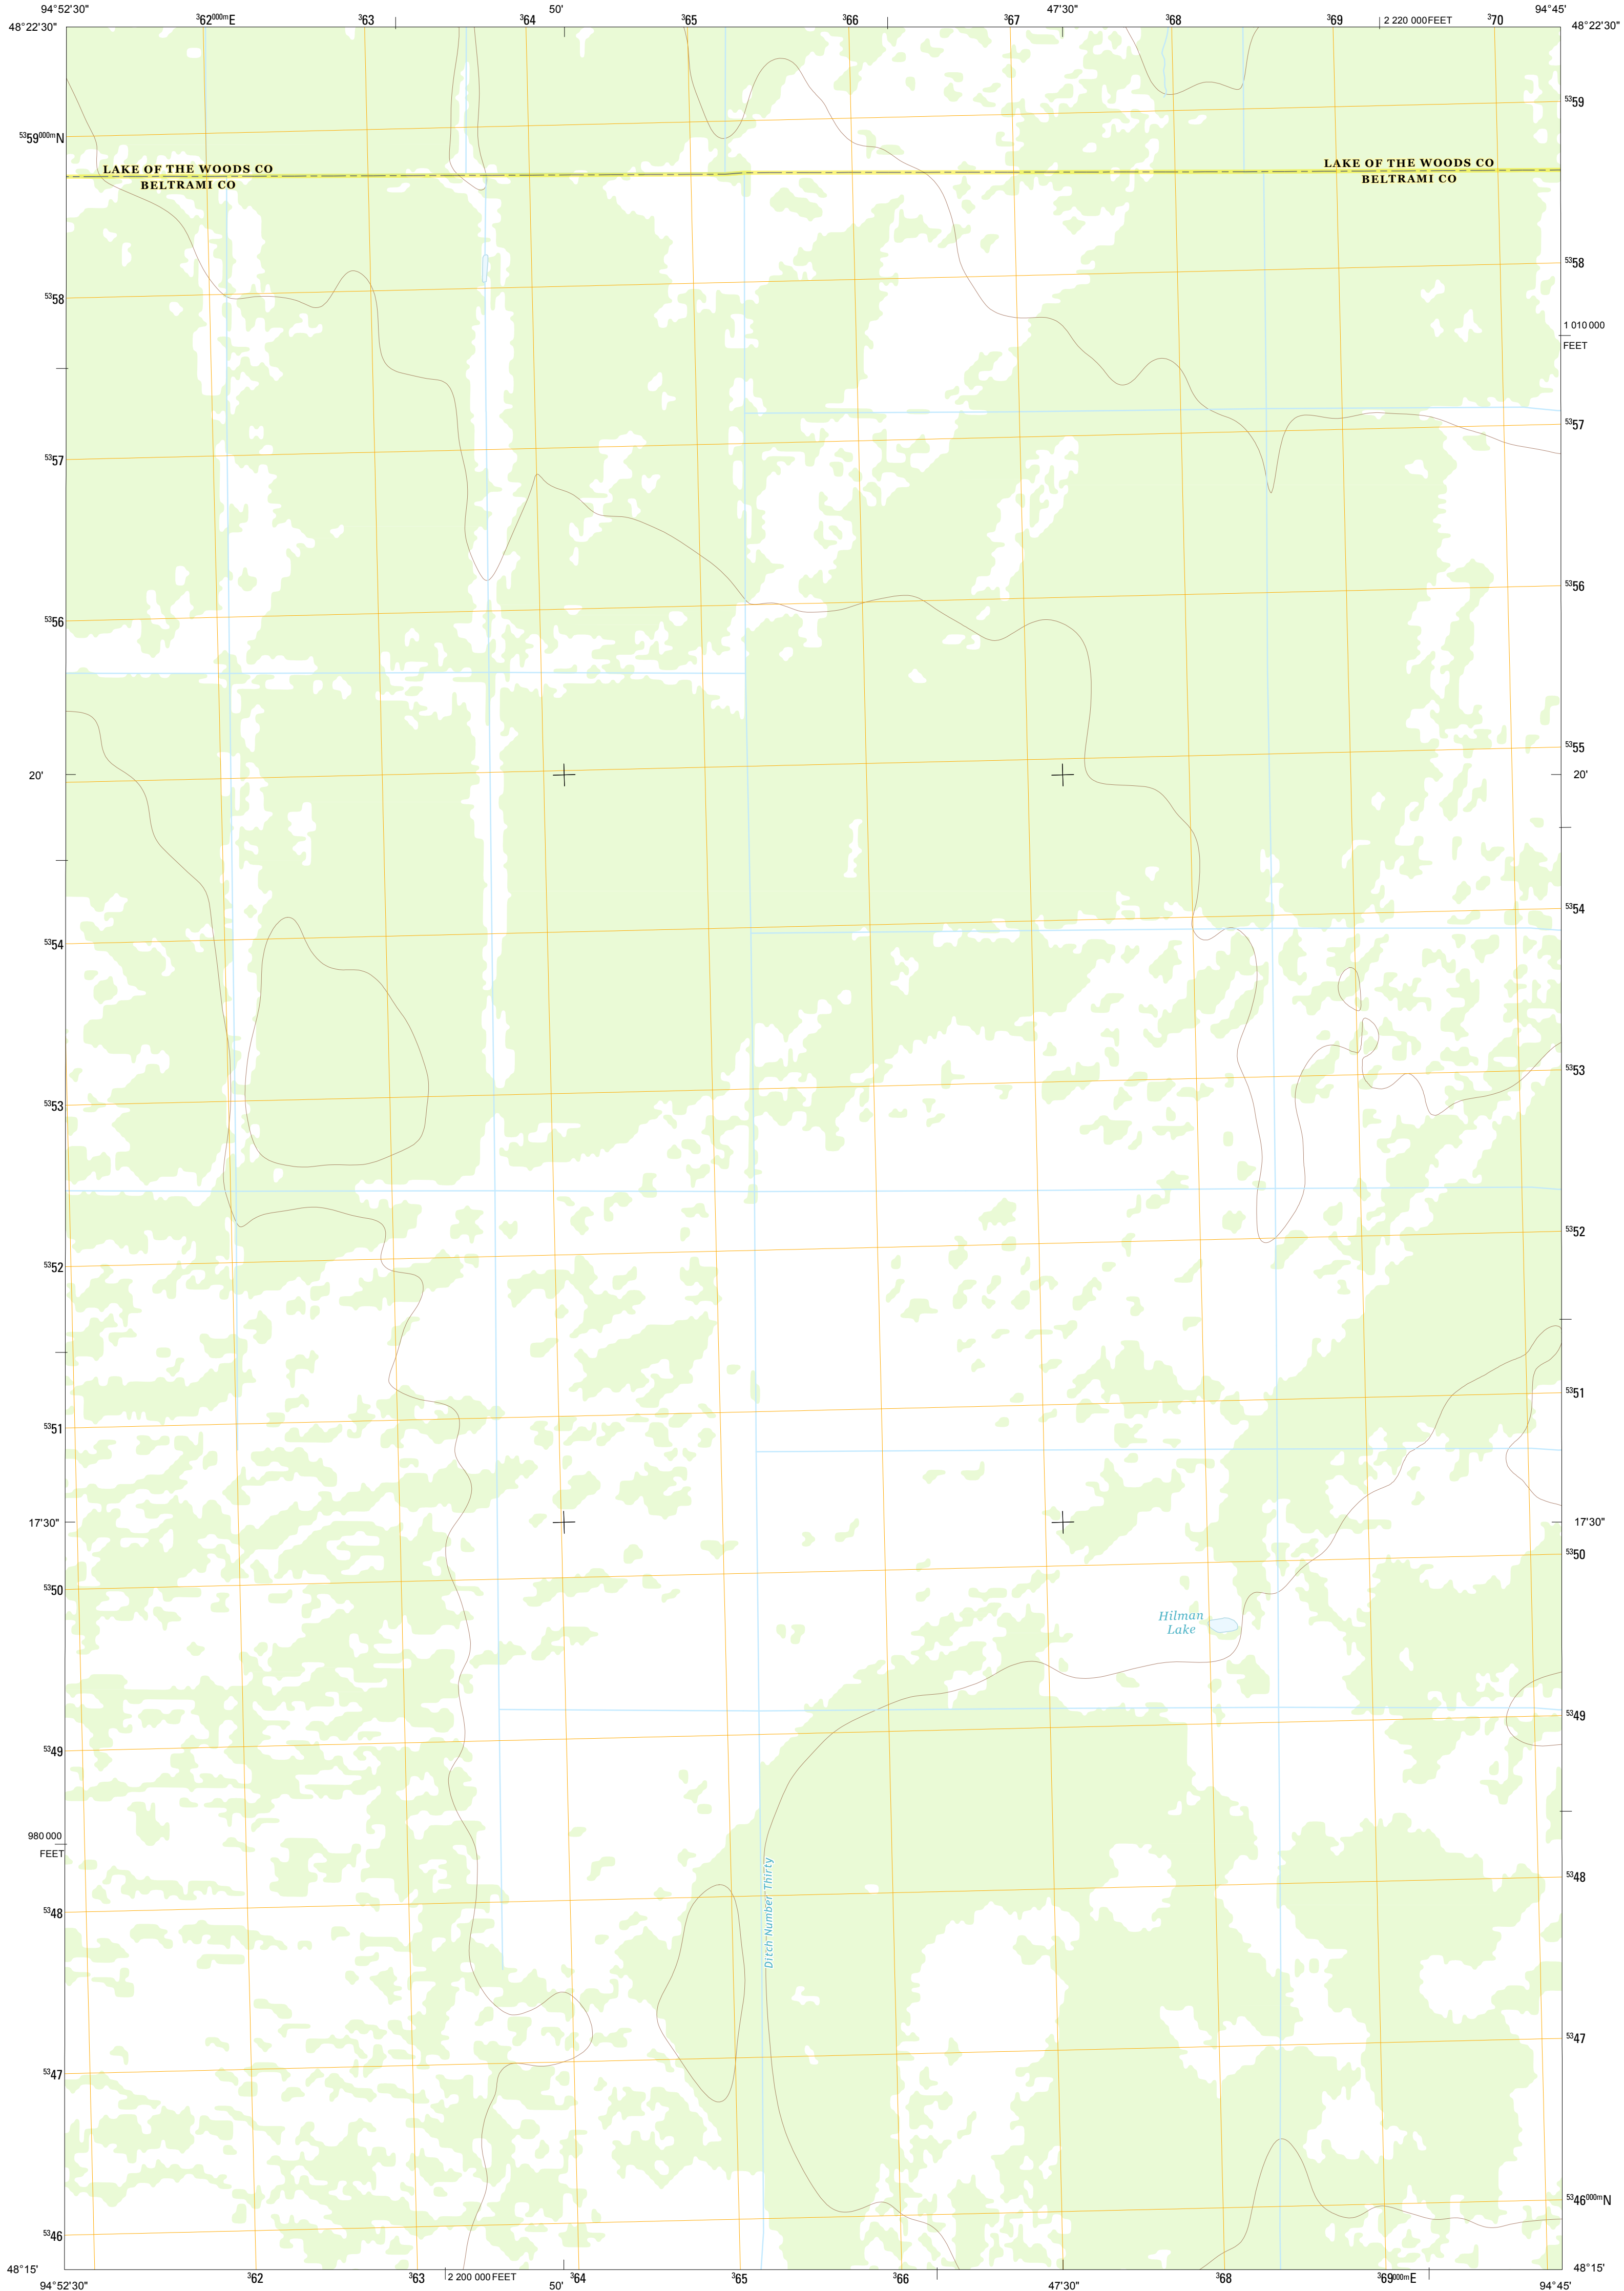 94°52'30" ³62⁰⁰⁰ᵐE ³63 ³64 50' ³65 ³66 ³67 47'30" ³68 ³69 2 220 000 FEET ³70 94°45'
48°22'30" 48°22'30"
⁵³59
⁵³59⁰⁰⁰ᵐN
LAKE OF THE WOODS CO LAKE OF THE WOODS CO
BELTRAMI CO BELTRAMI CO
⁵³58
⁵³58
1 010 000
FEET
⁵³57
⁵³57
⁵³56
⁵³56
⁵³55
20' 20'
⁵³54
⁵³54
⁵³53
⁵³53
⁵³52
⁵³52
⁵³51
⁵³51
17'30" 17'30"
⁵³50
⁵³50
Hilman
Lake
⁵³49
⁵³49
980 000
FEET
⁵³48
⁵³48
Ditch Number Thirty
⁵³47
⁵³47
⁵³46⁰⁰⁰ᵐN
⁵³46
48°15' 48°15'
94°52'30" ³62 ³63 2 200 000 FEET 50' ³64 ³65 ³66 47'30" ³68 ³69⁰⁰⁰ᵐE 94°45'